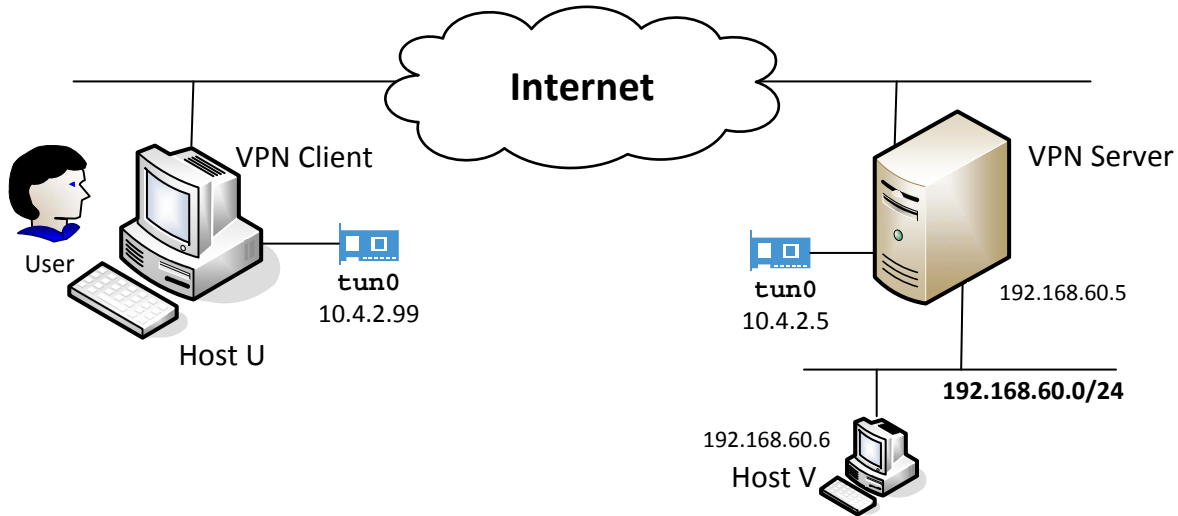 Internet
VPN Client
VPN Server
User
tun0
10.4.2.99
Host U
tun0
10.4.2.5
192.168.60.5
192.168.60.0/24
192.168.60.6
Host V